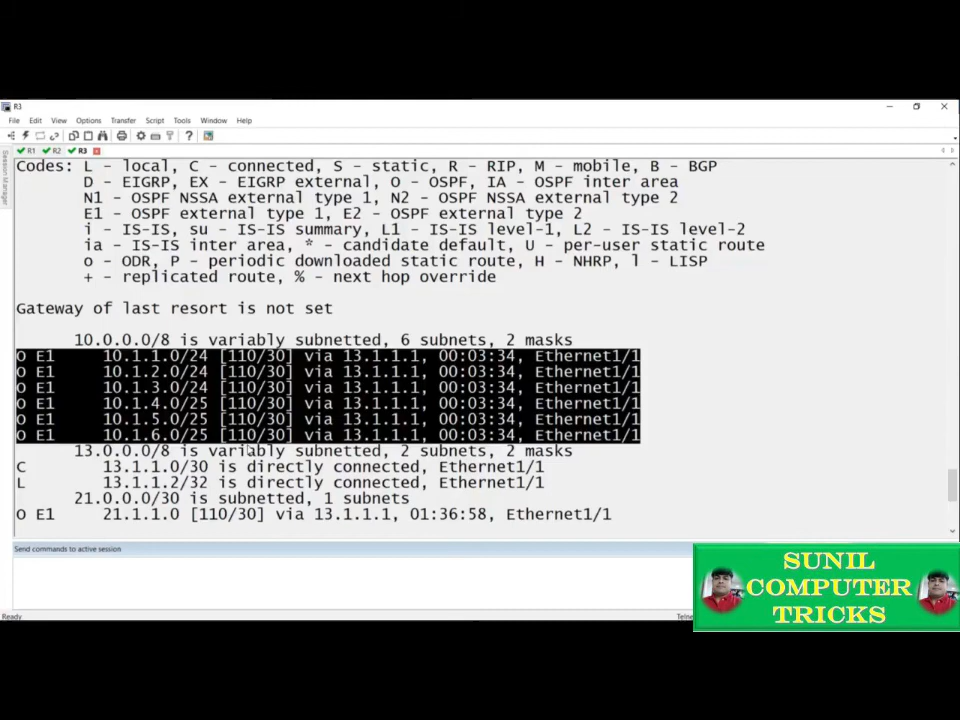 R3
File Edit View Options Transfer Script Tools Window Help
R1 R2 R3
Session Manager
Codes: L - local, C - connected, S - static, R - RIP, M - mobile, B - BGP
D - EIGRP, EX - EIGRP external, O - OSPF, IA - OSPF inter area
N1 - OSPF NSSA external type 1, N2 - OSPF NSSA external type 2
E1 - OSPF external type 1, E2 - OSPF external type 2
i - IS-IS, su - IS-IS summary, L1 - IS-IS level-1, L2 - IS-IS level-2
ia - IS-IS inter area, * - candidate default, U - per-user static route
o - ODR, P - periodic downloaded static route, H - NHRP, l - LISP
+ - replicated route, % - next hop override
Gateway of last resort is not set
10.0.0.0/8 is variably subnetted, 6 subnets, 2 masks
O E1 10.1.1.0/24 [110/30] via 13.1.1.1, 00:03:34, Ethernet1/1
O E1 10.1.2.0/24 [110/30] via 13.1.1.1, 00:03:34, Ethernet1/1
O E1 10.1.3.0/24 [110/30] via 13.1.1.1, 00:03:34, Ethernet1/1
O E1 10.1.4.0/25 [110/30] via 13.1.1.1, 00:03:34, Ethernet1/1
O E1 10.1.5.0/25 [110/30] via 13.1.1.1, 00:03:34, Ethernet1/1
O E1 10.1.6.0/25 [110/30] via 13.1.1.1, 00:03:34, Ethernet1/1
13.0.0.0/8 is variably subnetted, 2 subnets, 2 masks
C 13.1.1.0/30 is directly connected, Ethernet1/1
L 13.1.1.2/32 is directly connected, Ethernet1/1
21.0.0.0/30 is subnetted, 1 subnets
O E1 21.1.1.0 [110/30] via 13.1.1.1, 01:36:58, Ethernet1/1
Send commands to active session
Ready
SUNIL
COMPUTER
TRICKS